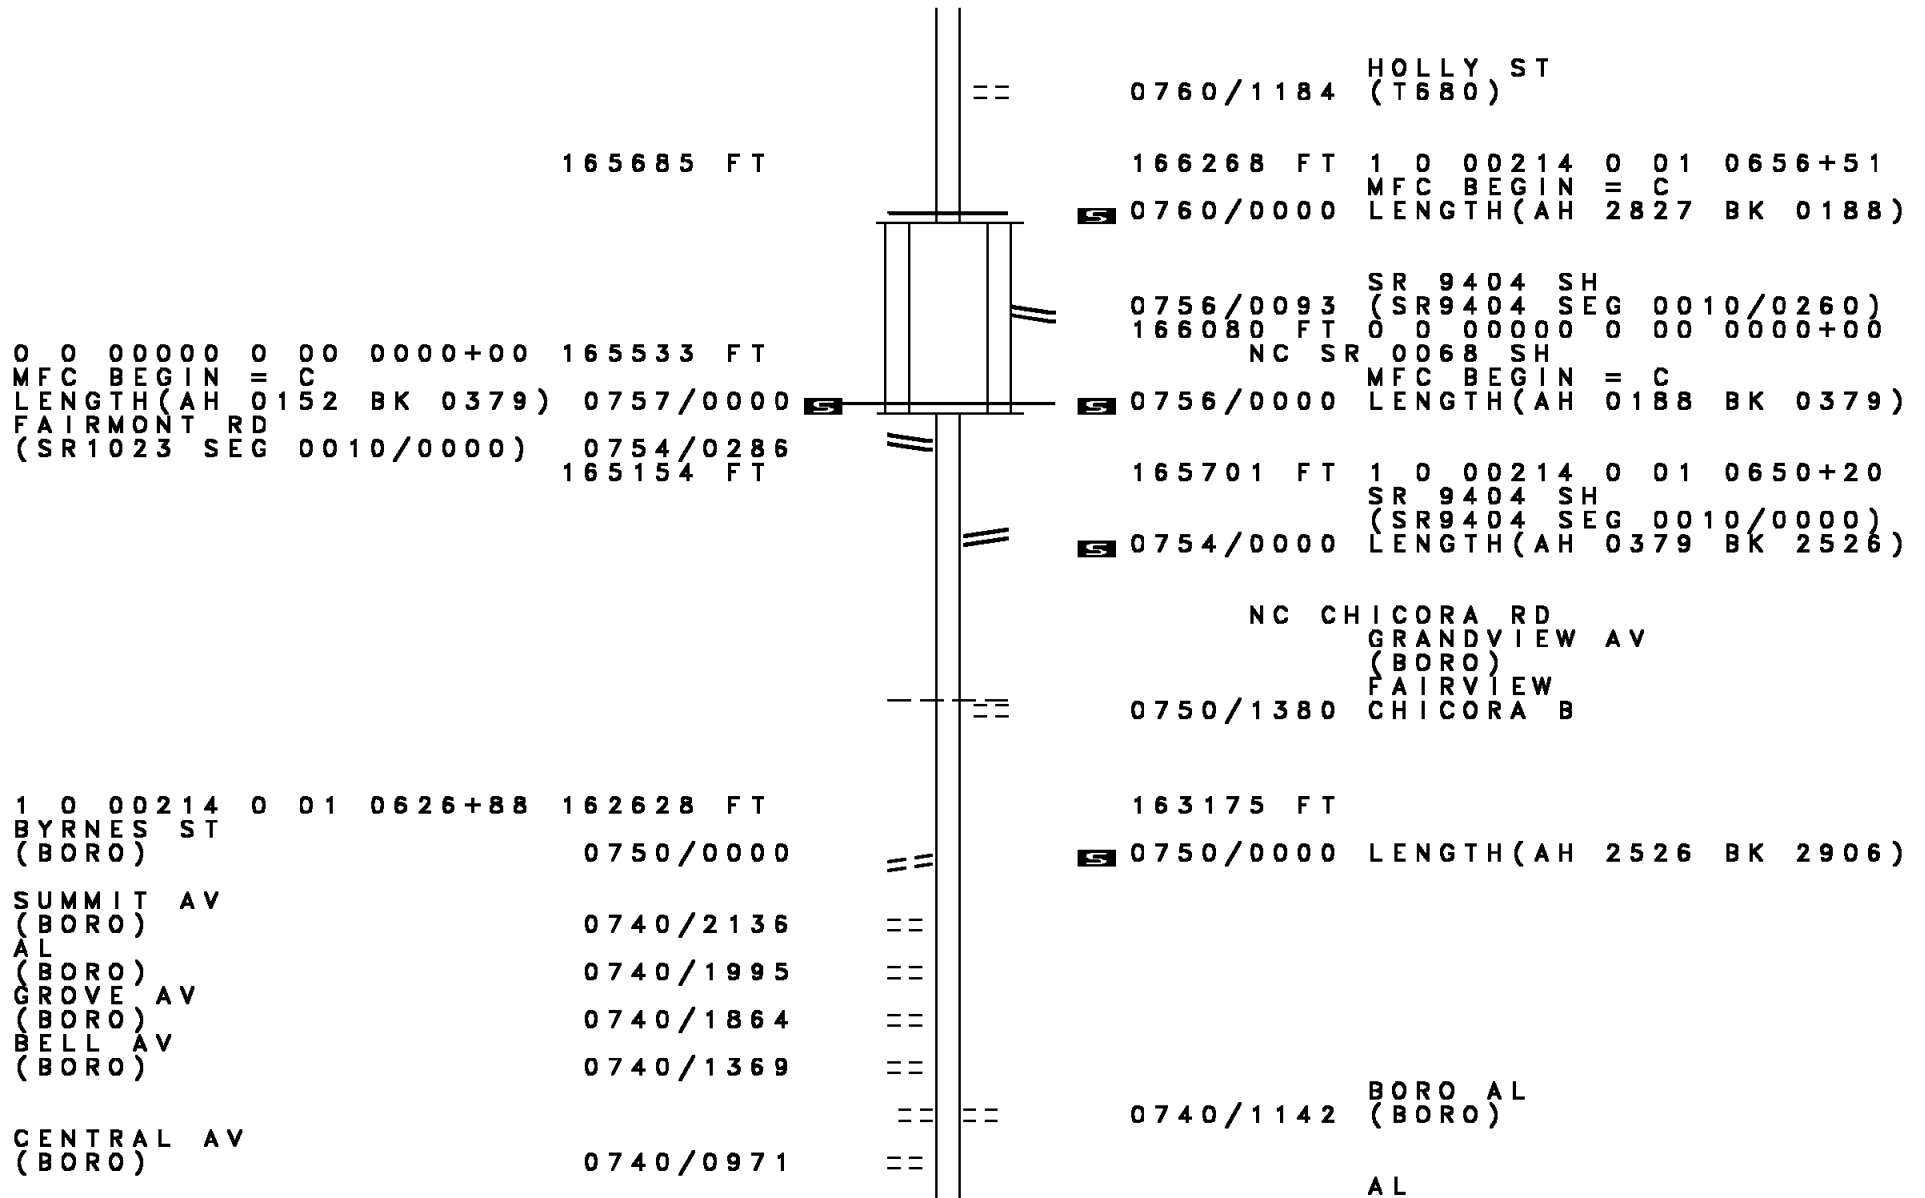 HOLLY ST
0760/1184 (T680)
165685 FT 166268 FT 1 0 00214 0 01 0656+51
MFC BEGIN = C
S 0760/0000 LENGTH(AH 2827 BK 0188)
SR 9404 SH
0756/0093 (SR9404 SEG 0010/0260)
166080 FT 0 0 00000 0 00 0000+00
0 0 00000 0 00 0000+00 165533 FT NC SR 0068 SH
MFC BEGIN = C MFC BEGIN = C
LENGTH(AH 0152 BK 0379) 0757/0000 S S 0756/0000 LENGTH(AH 0188 BK 0379)
FAIRMONT RD
(SR1023 SEG 0010/0000) 0754/0286
165154 FT 165701 FT 1 0 00214 0 01 0650+20
SR 9404 SH
(SR9404 SEG 0010/0000)
S 0754/0000 LENGTH(AH 0379 BK 2526)
NC CHICORA RD
GRANDVIEW AV
(BORO)
FAIRVIEW
0750/1380 CHICORA B
1 0 00214 0 01 0626+88 162628 FT 163175 FT
BYRNES ST
(BORO) 0750/0000 S 0750/0000 LENGTH(AH 2526 BK 2906)
SUMMIT AV
(BORO) 0740/2136
AL
(BORO) 0740/1995
GROVE AV
(BORO) 0740/1864
BELL AV
(BORO) 0740/1369
BORO AL
0740/1142 (BORO)
CENTRAL AV
(BORO) 0740/0971
AL